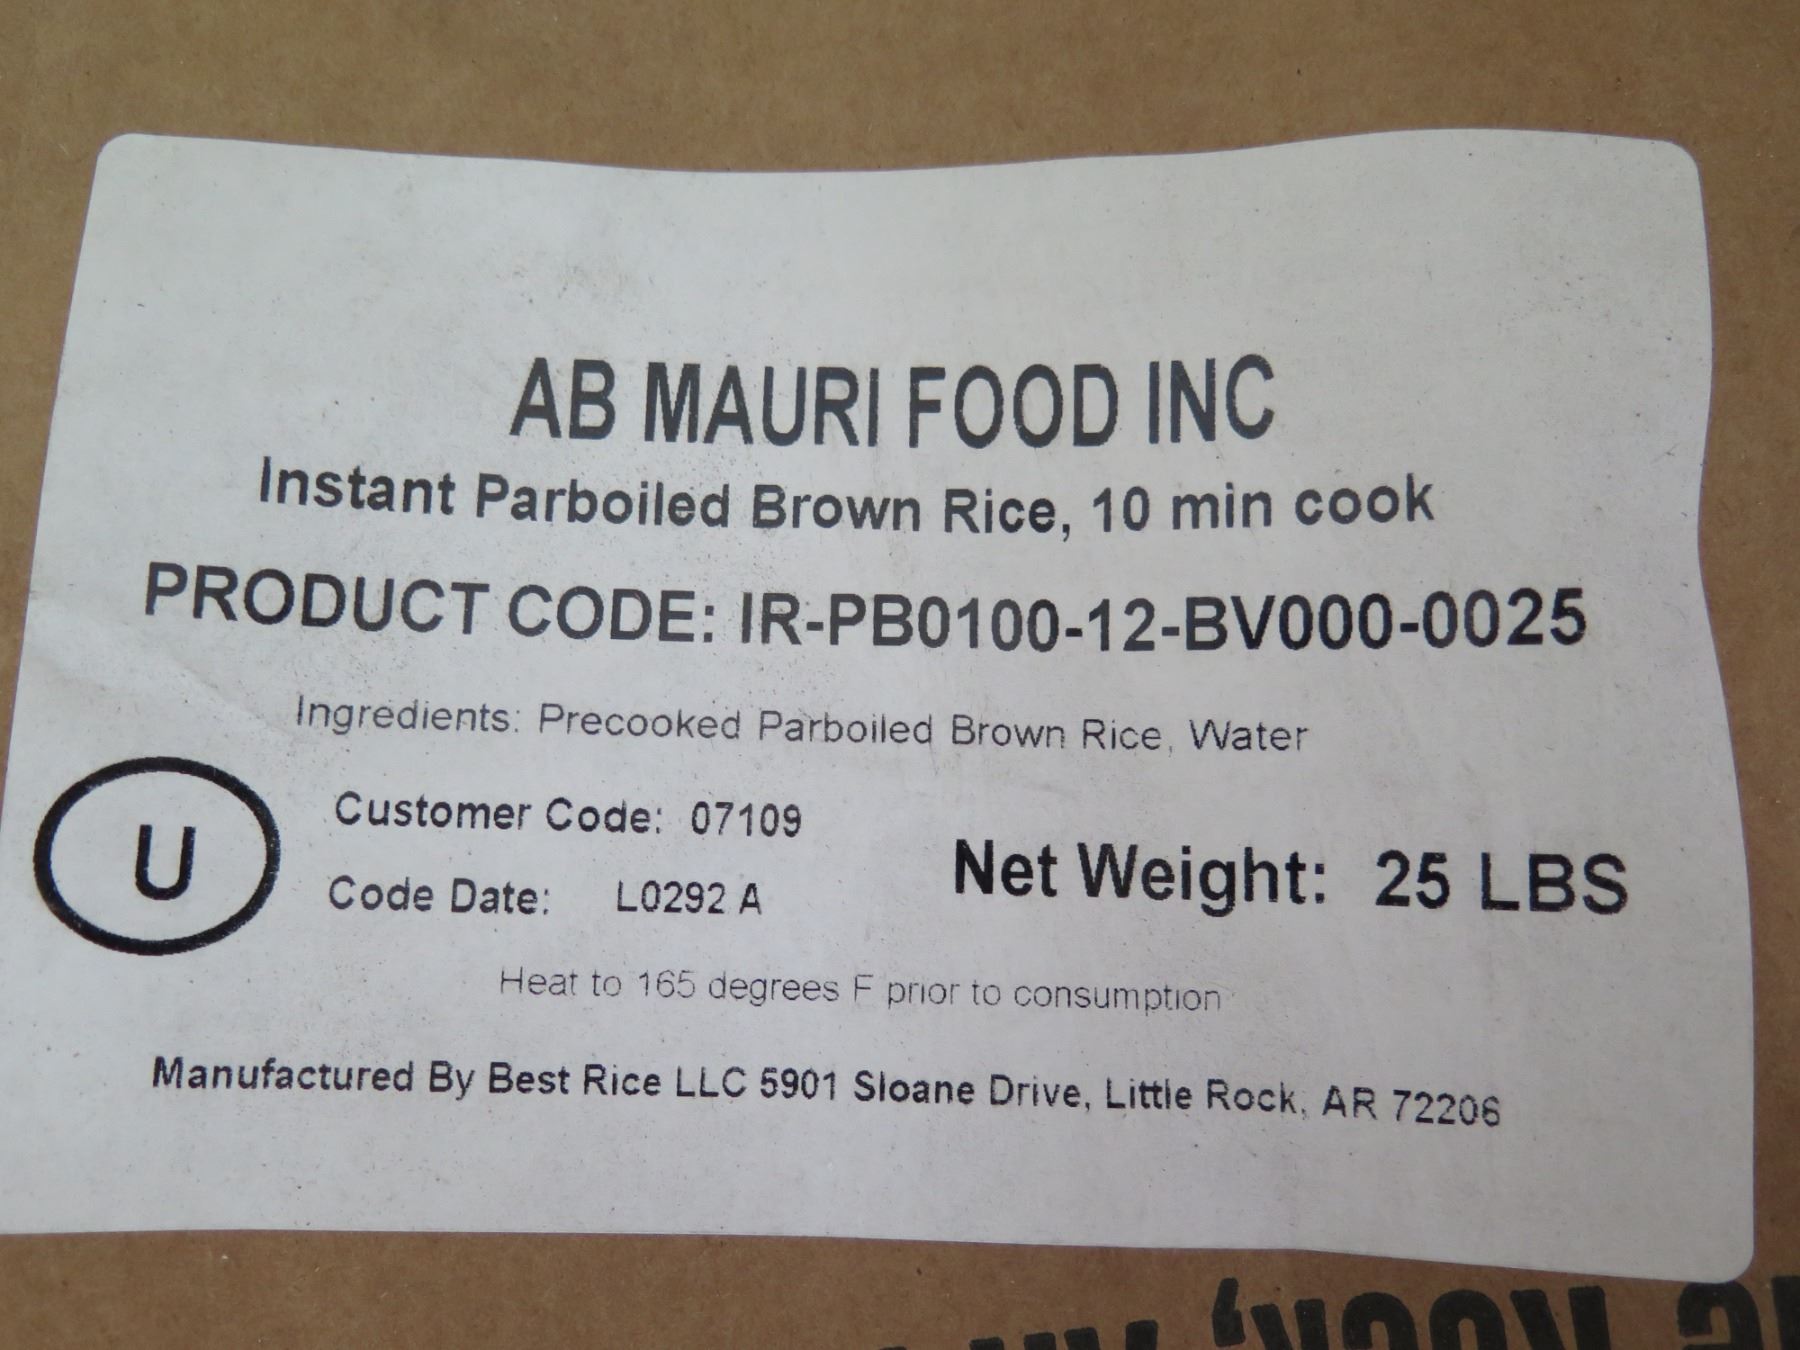 AB MAURI FOOD INC
Instant Parboiled Brown Rice, 10 min cook
PRODUCT CODE: IR-PB0100-12-BV000-0025
Ingredients: Precooked Parboiled Brown Rice, Water
U
Customer Code: 07109
Code Date: L0292 A
Net Weight: 25 LBS
Heat to 165 degrees F prior to consumption
Manufactured By Best Rice LLC 5901 Sloane Drive, Little Rock, AR 72206
Rock,